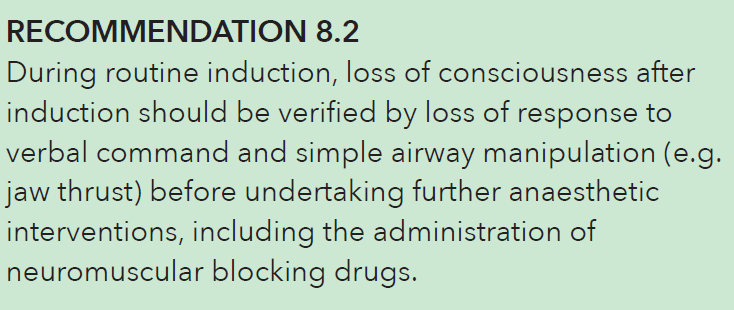 RECOMMENDATION 8.2
During routine induction, loss of consciousness after
induction should be verified by loss of response to
verbal command and simple airway manipulation (e.g.
jaw thrust) before undertaking further anaesthetic
interventions, including the administration of
neuromuscular blocking drugs.